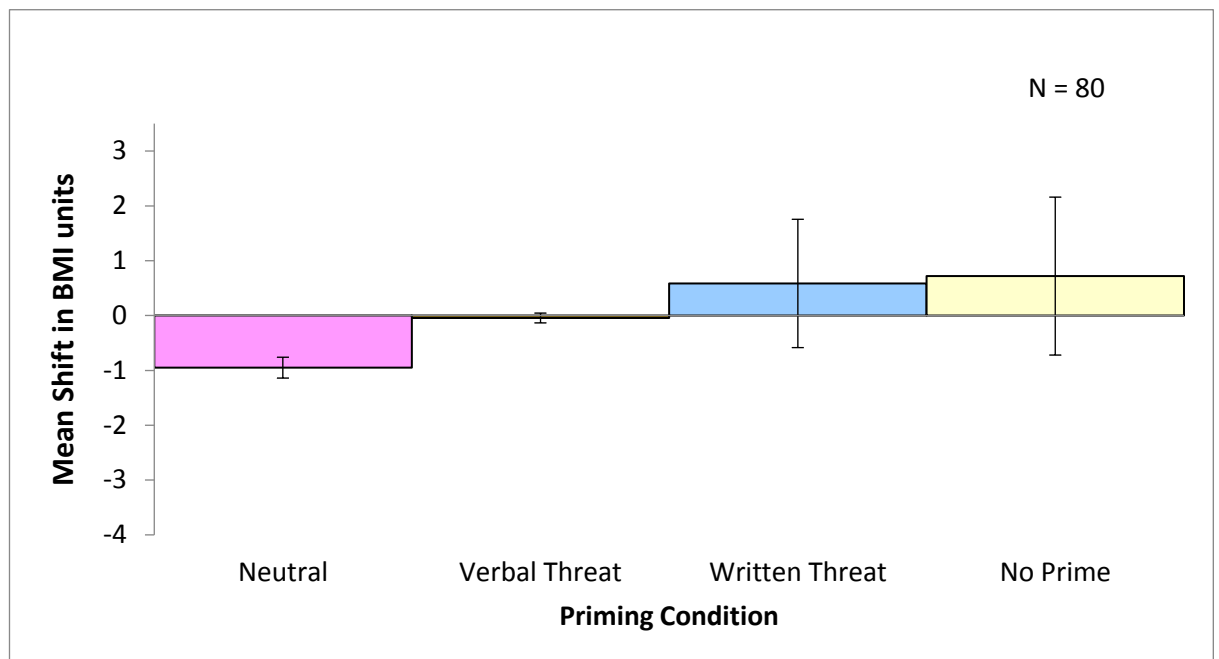 N = 80
Mean Shift in BMI units
3
2
1
0
-1
-2
-3
-4
Neutral Verbal Threat Written Threat No Prime
Priming Condition